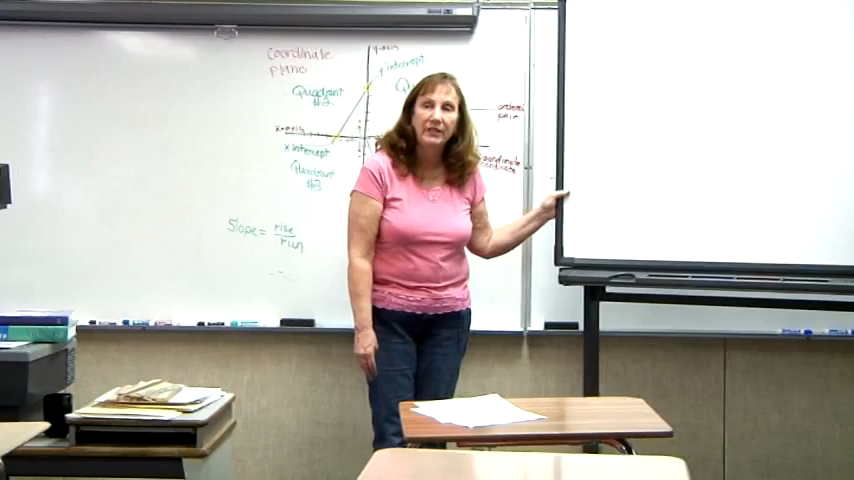 Coordinate
Plane
y-axis
y intercept
Quadrant
#2
Q
x-axis
x intercept
Quadrant
#3
ordered
pair
coordinate
Slope = rise
run